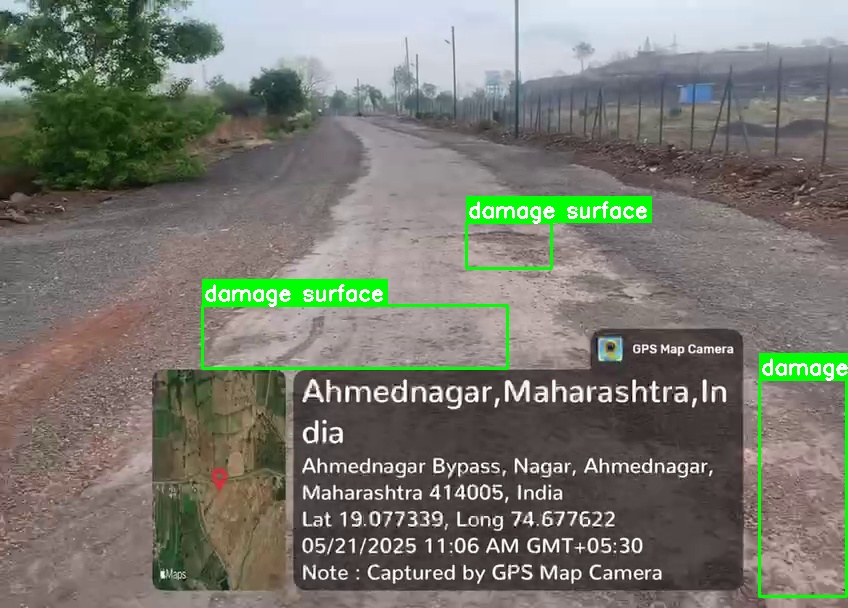 damage surface
damage surface
damage
GPS Map Camera
Ahmednagar,Maharashtra,In
dia
Ahmednagar Bypass, Nagar, Ahmednagar,
Maharashtra 414005, India
Lat 19.077339, Long 74.677622
05/21/2025 11:06 AM GMT+05:30
Note : Captured by GPS Map Camera
Maps